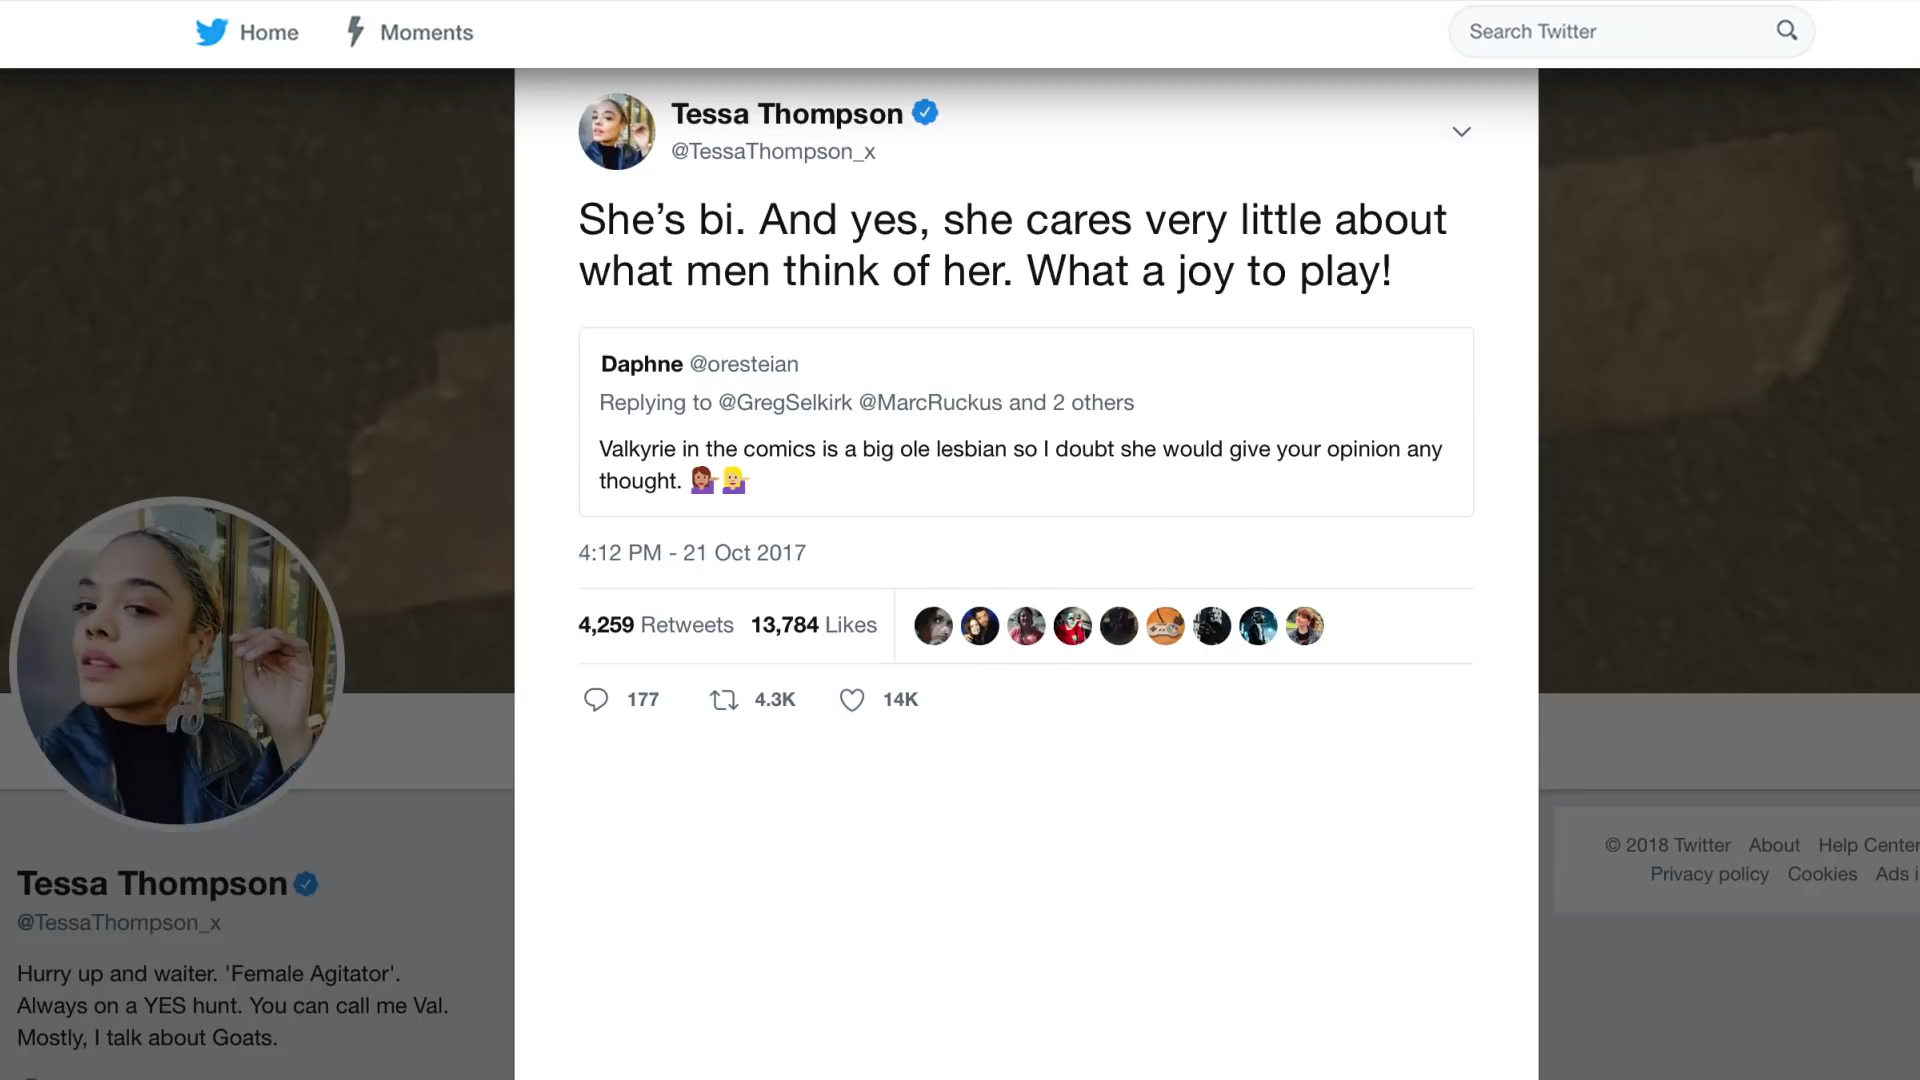 Home
Moments
Search Twitter
Tessa Thompson
@TessaThompson_x
She's bi. And yes, she cares very little about
what men think of her. What a joy to play!
Daphne @oresteian
Replying to @GregSelkirk @MarcRuckus and 2 others
Valkyrie in the comics is a big ole lesbian so I doubt she would give your opinion any
thought.
4:12 PM - 21 Oct 2017
4,259 Retweets 13,784 Likes
177 4.3K 14K
Tessa Thompson
@TessaThompson_x
Hurry up and waiter. 'Female Agitator'.
Always on a YES hunt. You can call me Val.
Mostly, I talk about Goats.
© 2018 Twitter About Help Center
Privacy policy Cookies Ads i